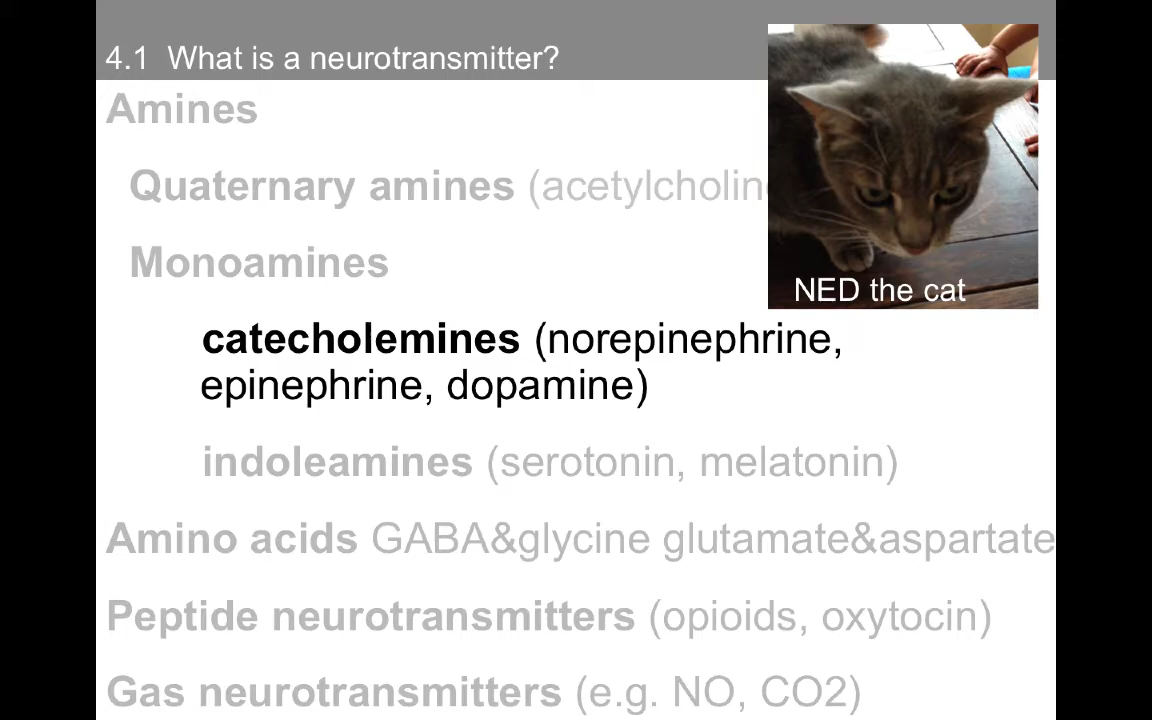 4.1 What is a neurotransmitter?
Amines
Quaternary amines (acetylcholin
NED the cat
Monoamines
catecholemines (norepinephrine,
epinephrine, dopamine)
indoleamines (serotonin, melatonin)
Amino acids GABA&glycine glutamate&aspartate
Peptide neurotransmitters (opioids, oxytocin)
Gas neurotransmitters (e.g. NO, CO2)